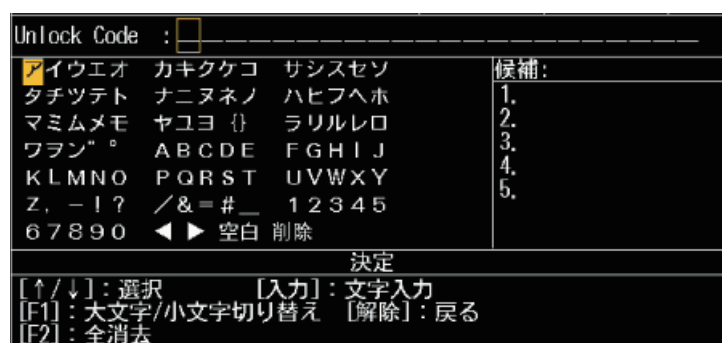 Unlock Code :
アイウエオ カキクケコ サシスセソ
タチツテト ナニヌネノ ハヒフヘホ
マミムメモ ヤユヨ {} ラリルレロ
ワヲン゛゜ ABCDE FGHIJ
KLMNO PQRST UVWXY
Z.－!? ／&=#_ 12345
67890 ◀ ▶ 空白 削除
候補:
1.
2.
3.
4.
5.
決定
[↑/↓]:選択 [入力]:文字入力
[F1]:大文字/小文字切り替え [解除]:戻る
[F2]:全消去